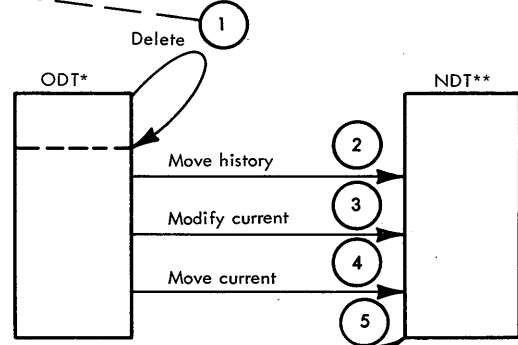 1
Delete
ODT*
NDT**
2
Move history
3
Modify current
4
Move current
5